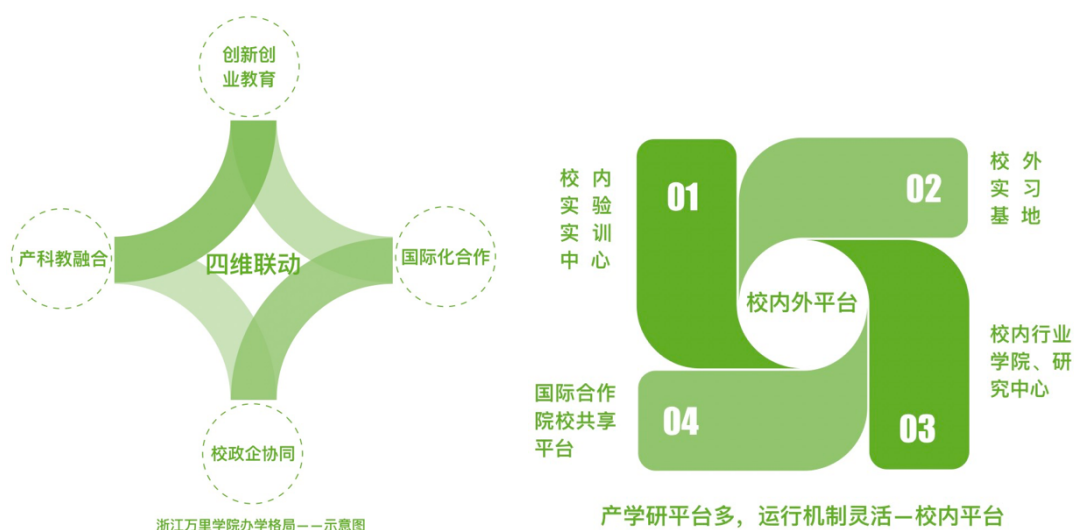 创新创
业教育
产科教融合
四维联动
国际化合作
校政企协同
浙江万里学院办学格局——示意图
校内
实验
实训
中心
01
02
校外
实习
基地
校内外平台
校内行业
学院、研
究中心
国际合作
院校共享
平台
04
03
产学研平台多，运行机制灵活—校内平台